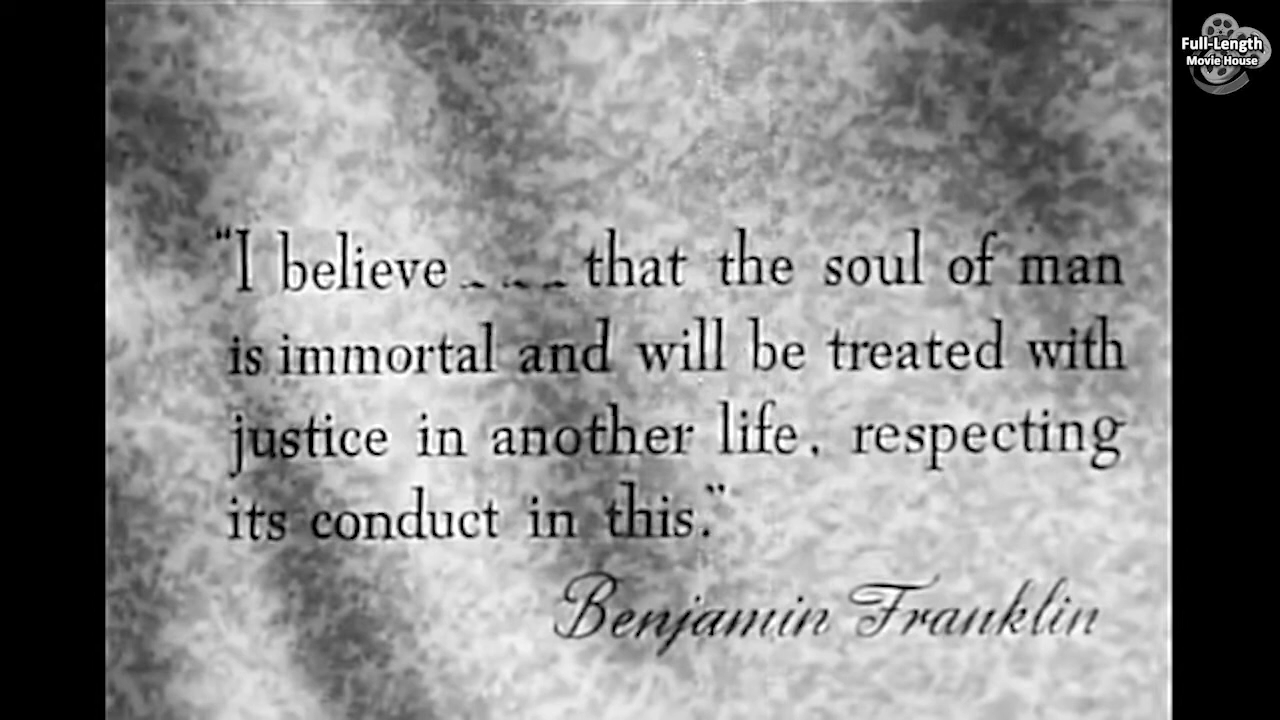 Full-Length
Movie House
"I believe ... that the soul of man
is immortal and will be treated with
justice in another life, respecting
its conduct in this."
Benjamin Franklin